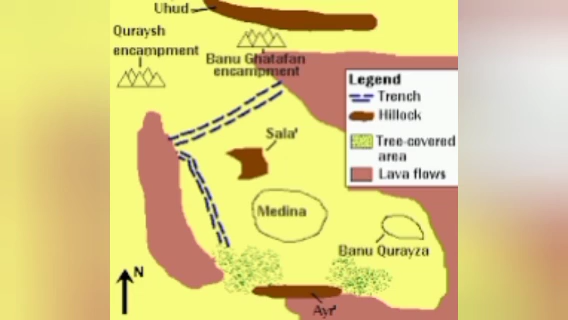 Uhud
Quraysh
encampment
Banu Ghatafan
encampment
Legend
Trench
Hillock
Tree-covered
area
Lava flows
Sala'
Medina
Banu Qurayza
Ayr'
N